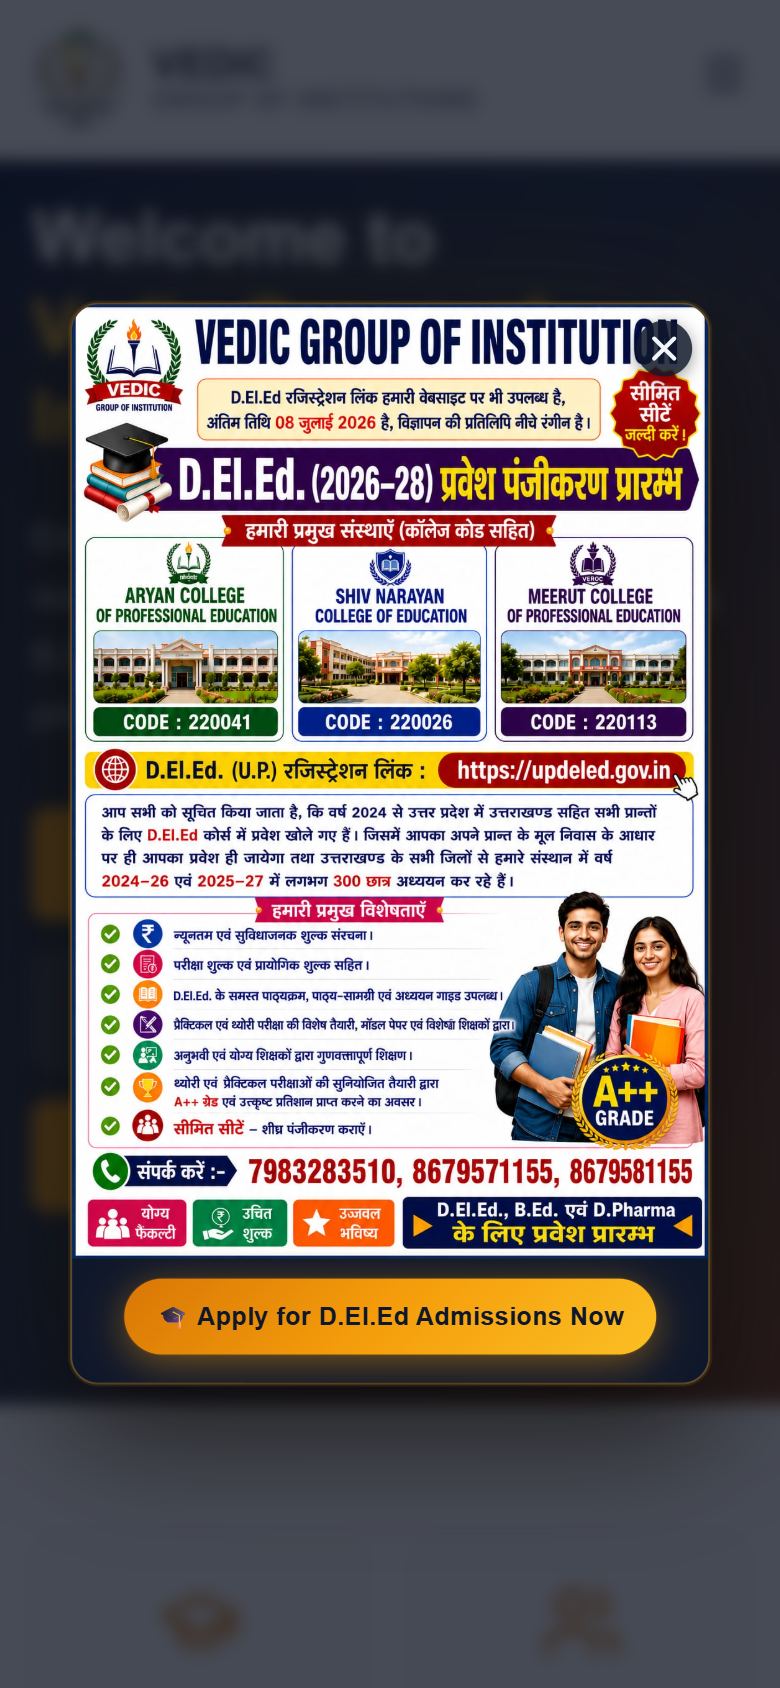 VEDIC
GROUP OF INSTITUTIONS
Welcome to
VEDIC GROUP OF INSTITUTION
VEDIC
GROUP OF INSTITUTION
D.El.Ed रजिस्ट्रेशन लिंक हमारी वेबसाइट पर भी उपलब्ध है,
अंतिम तिथि 08 जुलाई 2026 है, विज्ञापन की प्रतिलिपि नीचे रंगीन है।
सीमित
सीटें
जल्दी करें !
D.El.Ed. (2026–28) प्रवेश पंजीकरण प्रारम्भ
हमारी प्रमुख संस्थाएँ (कॉलेज कोड सहित)
ARYAN COLLEGE
OF PROFESSIONAL EDUCATION
CODE : 220041
SHIV NARAYAN
COLLEGE OF EDUCATION
CODE : 220026
MEERUT COLLEGE
OF PROFESSIONAL EDUCATION
CODE : 220113
D.El.Ed. (U.P.) रजिस्ट्रेशन लिंक : https://updeled.gov.in
आप सभी को सूचित किया जाता है, कि वर्ष 2024 से उत्तर प्रदेश में उत्तराखण्ड सहित सभी प्रान्तों
के लिए D.El.Ed कोर्स में प्रवेश खोले गए हैं। जिसमें आपका अपने प्रान्त के मूल निवास के आधार
पर ही आपका प्रवेश ही जायेगा तथा उत्तराखण्ड के सभी जिलों से हमारे संस्थान में वर्ष
2024–26 एवं 2025–27 में लगभग 300 छात्र अध्ययन कर रहे हैं।
हमारी प्रमुख विशेषताएँ
न्यूनतम एवं सुविधाजनक शुल्क संरचना।
परीक्षा शुल्क एवं प्रायोगिक शुल्क सहित।
D.El.Ed. के समस्त पाठ्यक्रम, पाठ्य–सामग्री एवं अध्ययन गाइड उपलब्ध।
प्रेक्टिकल एवं थ्योरी परीक्षा की विशेष तैयारी, मॉडल पेपर एवं विशेषा शिक्षकों द्वारा।
अनुभवी एवं योग्य शिक्षकों द्वारा गुणवत्तापूर्ण शिक्षण।
थ्योरी एवं प्रैक्टिकल परीक्षाओं की सुनियोजित तैयारी द्वारा
A++ ग्रेड एवं उत्कृष्ट प्रतिशान प्राप्त करने का अवसर।
सीमित सीटें – शीघ्र पंजीकरण कराएँ।
A++
GRADE
संपर्क करें :- 7983283510, 8679571155, 8679581155
योग्य
फैकल्टी
उचित
शुल्क
उज्जवल
भविष्य
D.El.Ed., B.Ed. एवं D.Pharma
के लिए प्रवेश प्रारम्भ
Apply for D.El.Ed Admissions Now